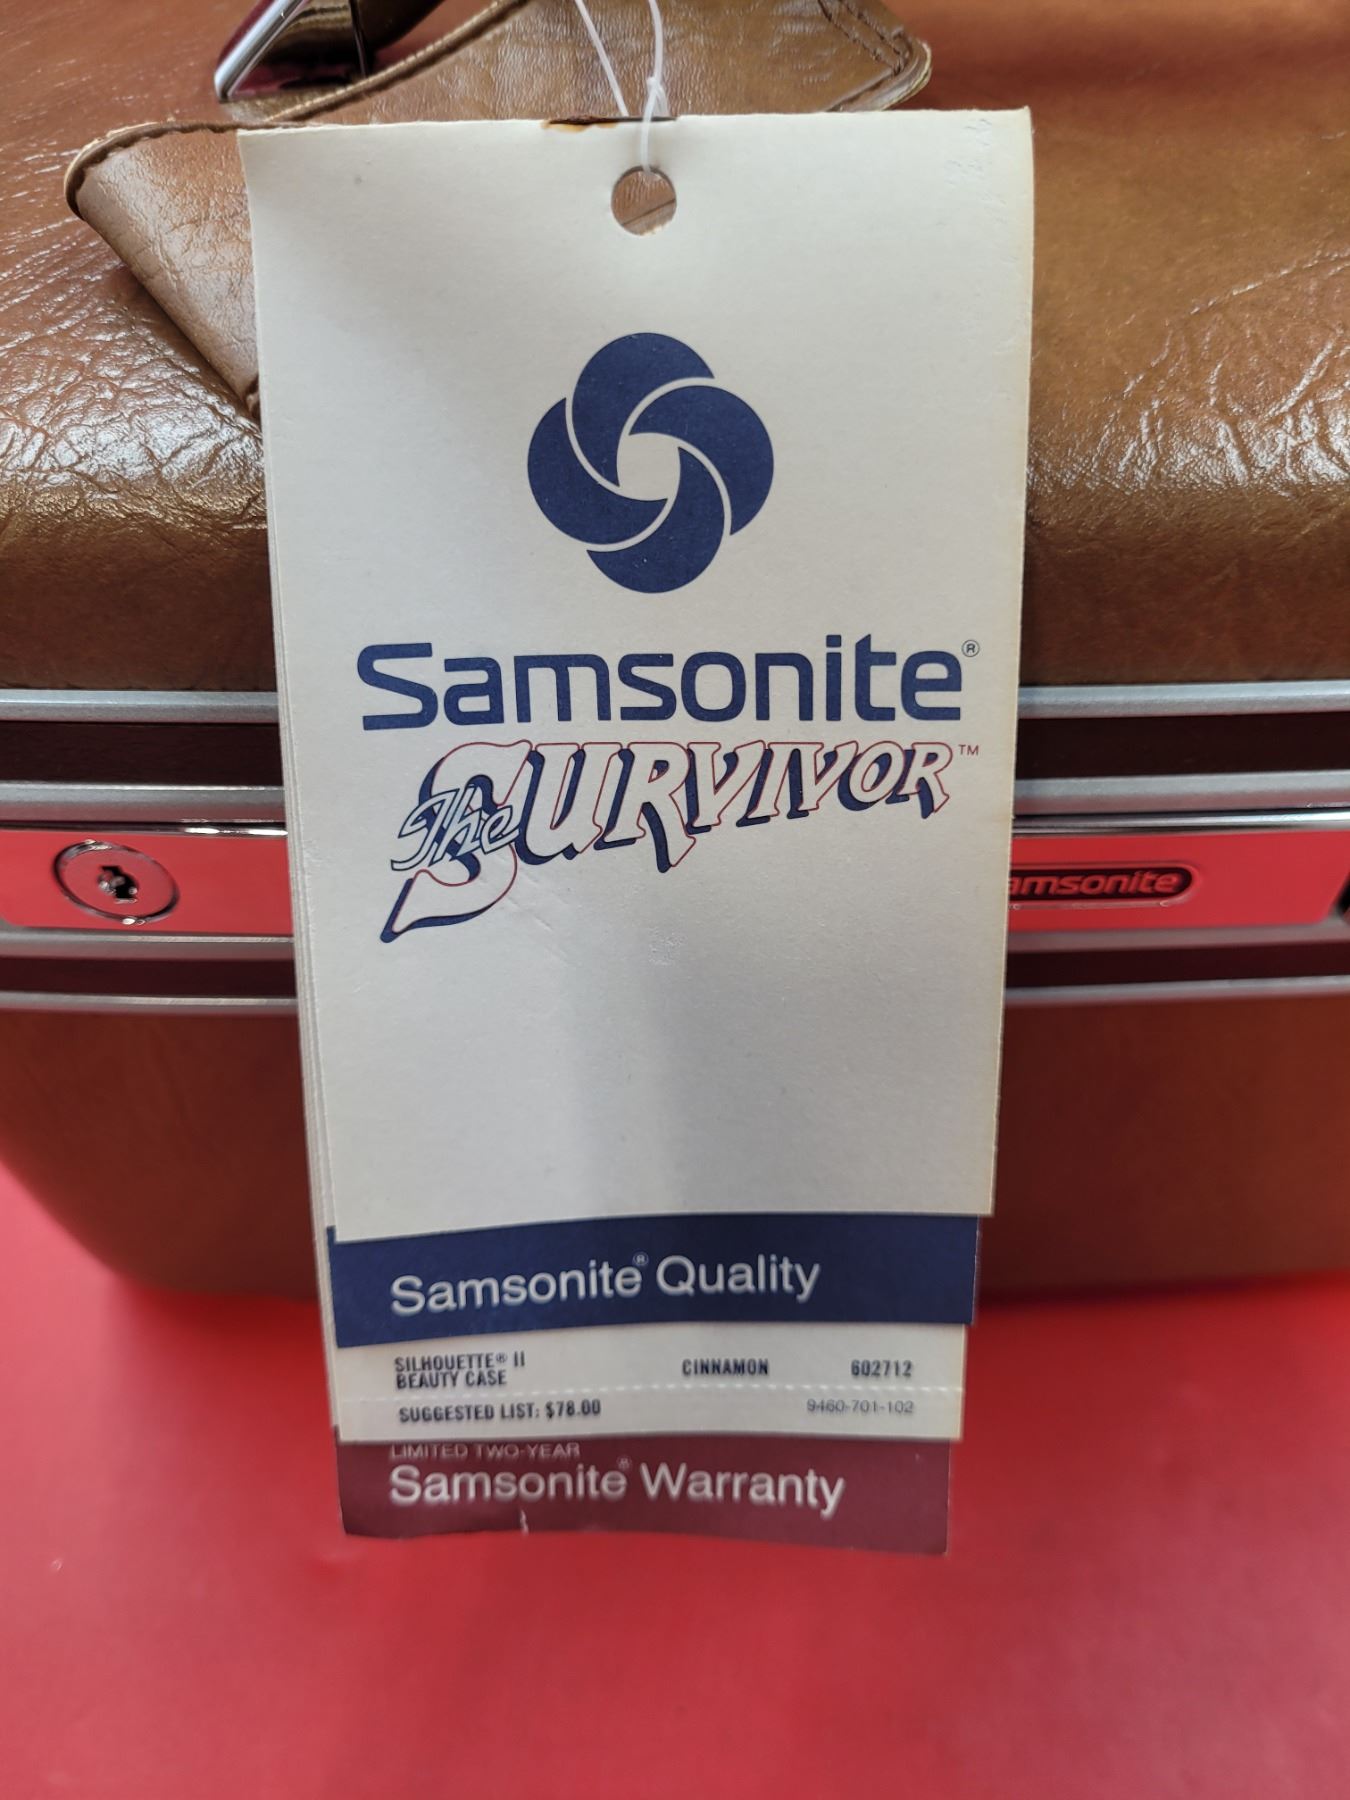 Samsonite®
The SURVIVOR™
amsonite
Samsonite® Quality
SILHOUETTE® II CINNAMON 602712
BEAUTY CASE
SUGGESTED LIST: $78.00 9460-701-102
LIMITED TWO-YEAR
Samsonite® Warranty